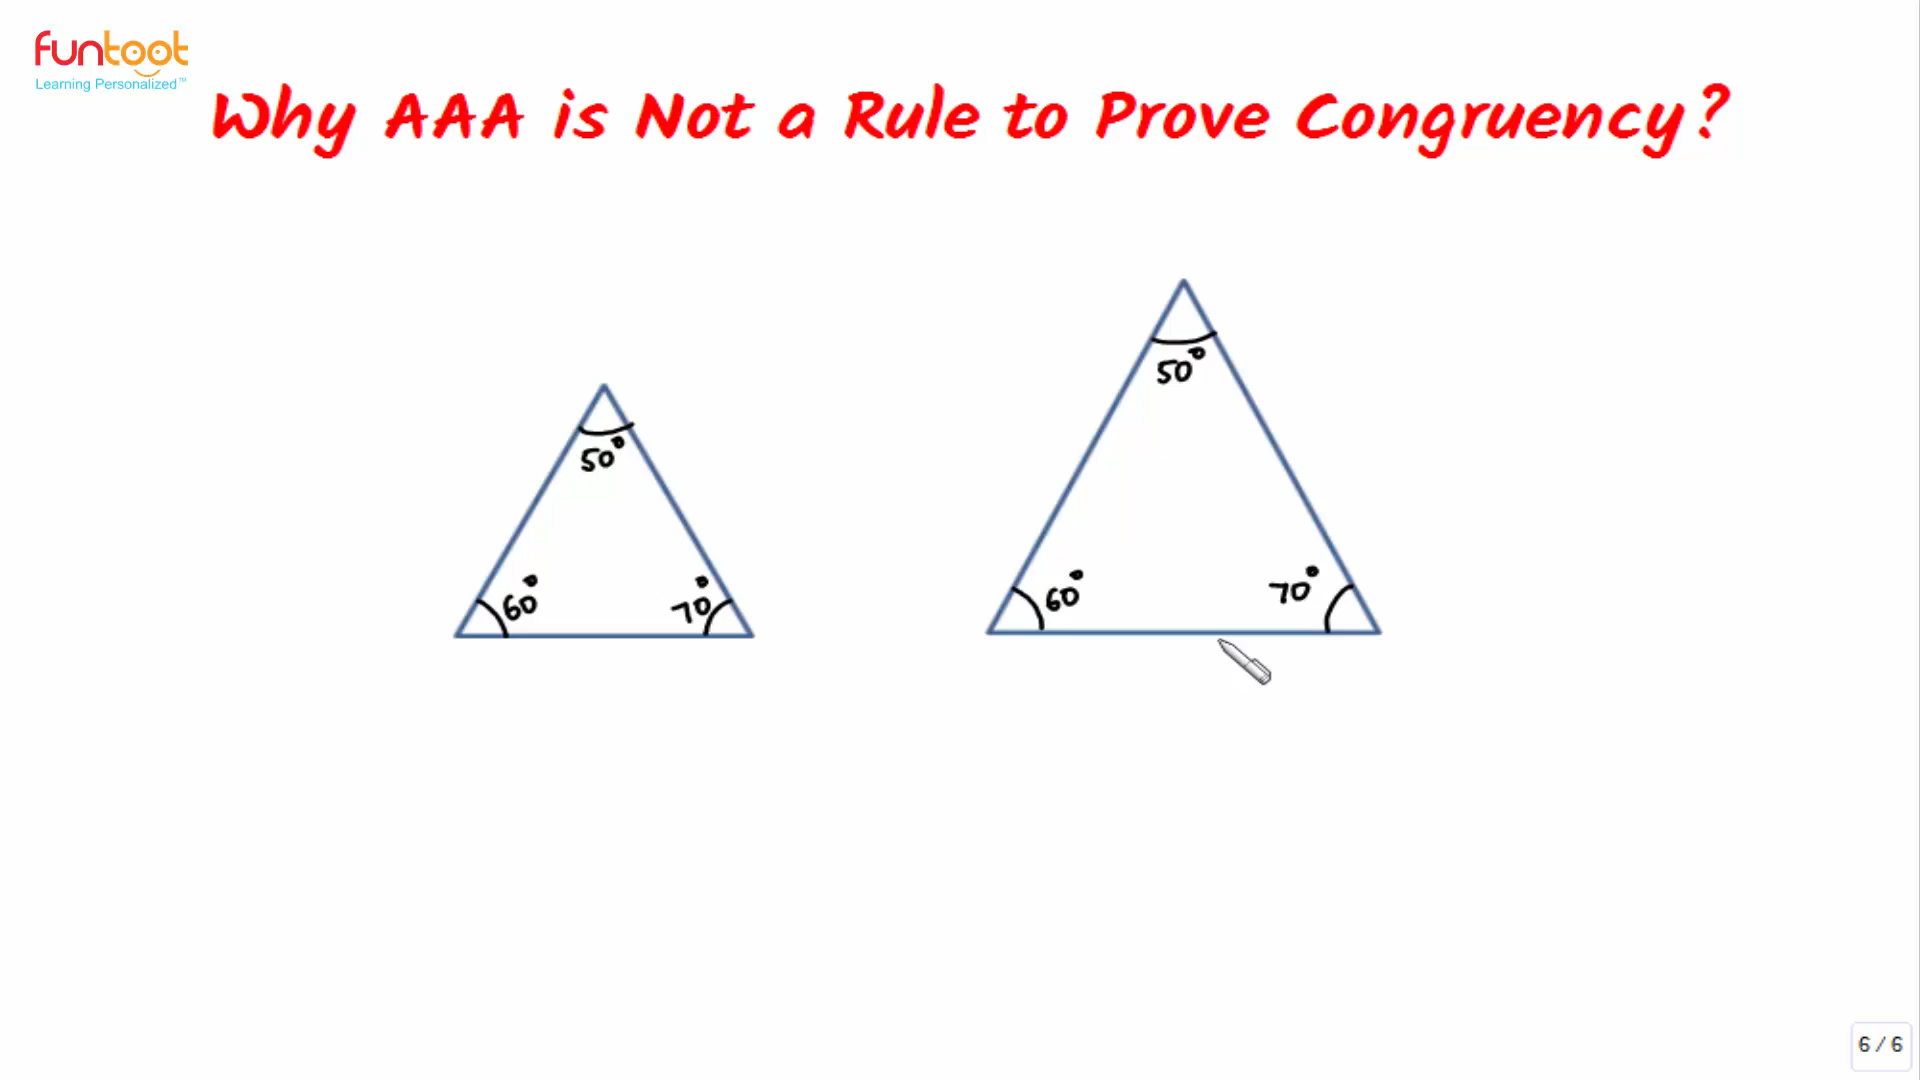 funtoot
Learning Personalized™
Why AAA is Not a Rule to Prove Congruency?
50°
60°
70°
50°
60°
70°
6 / 6